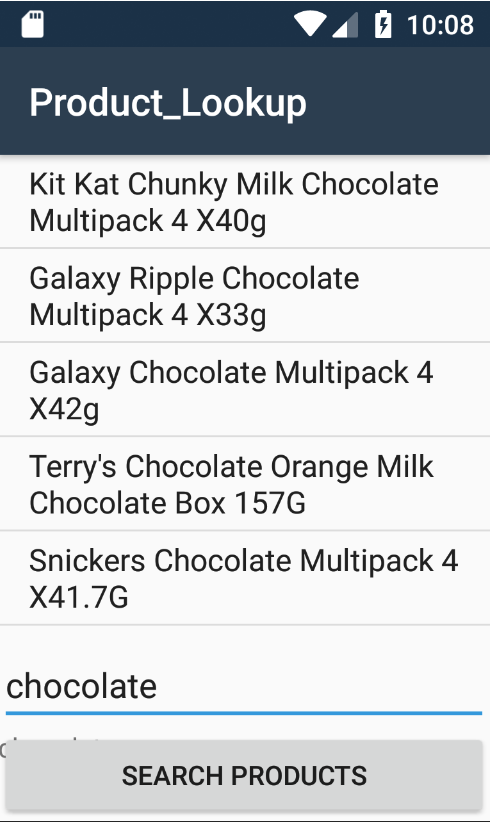 10:08
Product_Lookup
Kit Kat Chunky Milk Chocolate
Multipack 4 X40g
Galaxy Ripple Chocolate
Multipack 4 X33g
Galaxy Chocolate Multipack 4
X42g
Terry's Chocolate Orange Milk
Chocolate Box 157G
Snickers Chocolate Multipack 4
X41.7G
chocolate
SEARCH PRODUCTS